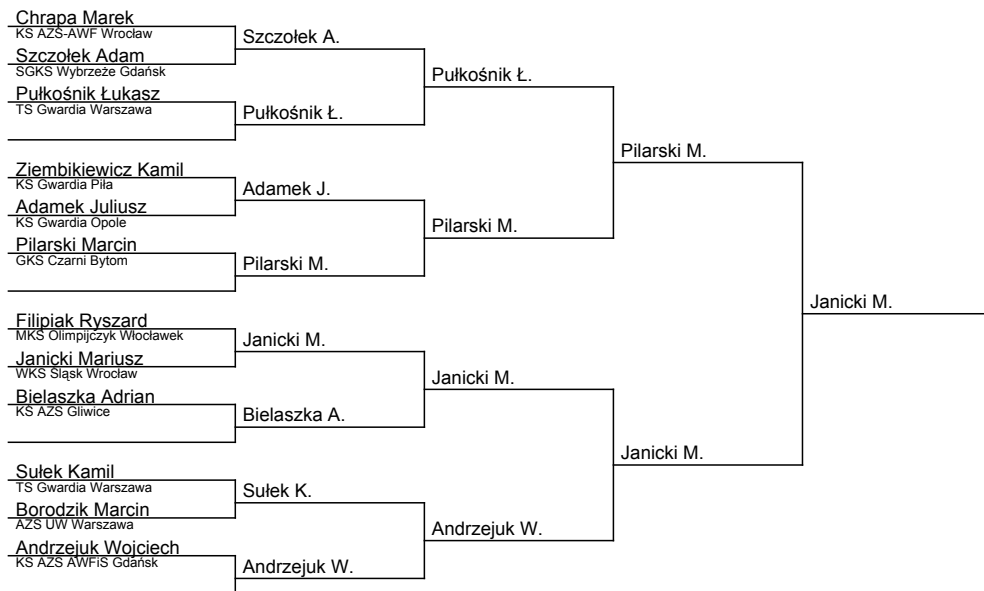 Chrapa Marek
KS AZS-AWF Wrocław
Szczołek A.
Szczołek Adam
SGKS Wybrzeże Gdańsk
Pułkośnik Ł.
Pułkośnik Łukasz
TS Gwardia Warszawa
Pułkośnik Ł.
Pilarski M.
Ziembikiewicz Kamil
KS Gwardia Piła
Adamek J.
Adamek Juliusz
KS Gwardia Opole
Pilarski M.
Pilarski Marcin
GKS Czarni Bytom
Pilarski M.
Janicki M.
Filipiak Ryszard
MKS Olimpijczyk Włocławek
Janicki M.
Janicki Mariusz
WKS Śląsk Wrocław
Janicki M.
Bielaszka Adrian
KS AZS Gliwice
Bielaszka A.
Janicki M.
Sułek Kamil
TS Gwardia Warszawa
Sułek K.
Borodzik Marcin
AZS UW Warszawa
Andrzejuk W.
Andrzejuk Wojciech
KS AZS AWFiS Gdańsk
Andrzejuk W.